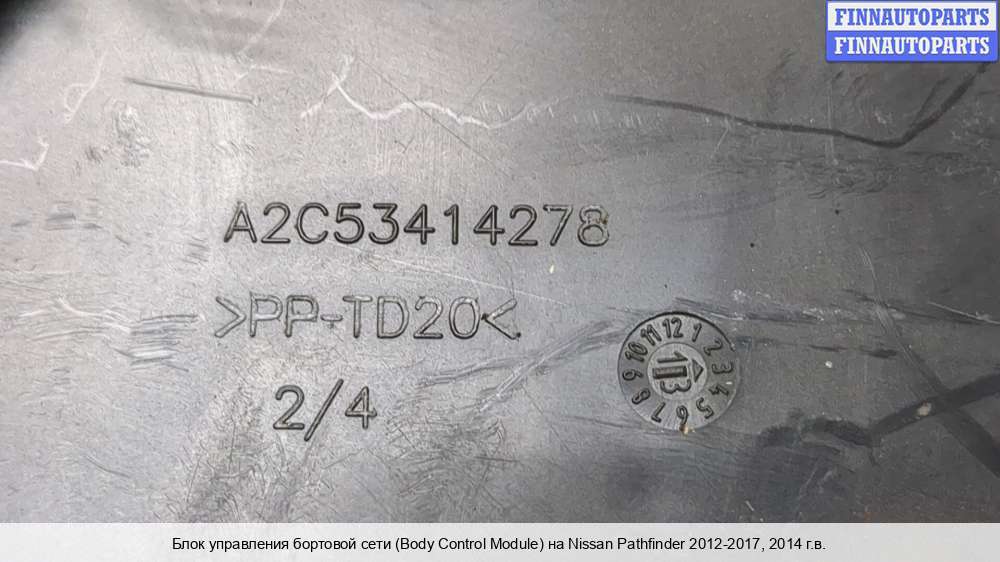 FINNAUTOPARTS
FINNAUTOPARTS
A2C53414278
>PP-TD20<
2/4
1 2 3 4 5 6 7 8 9 10 11 12
13
Блок управления бортовой сети (Body Control Module) на Nissan Pathfinder 2012-2017, 2014 г.в.